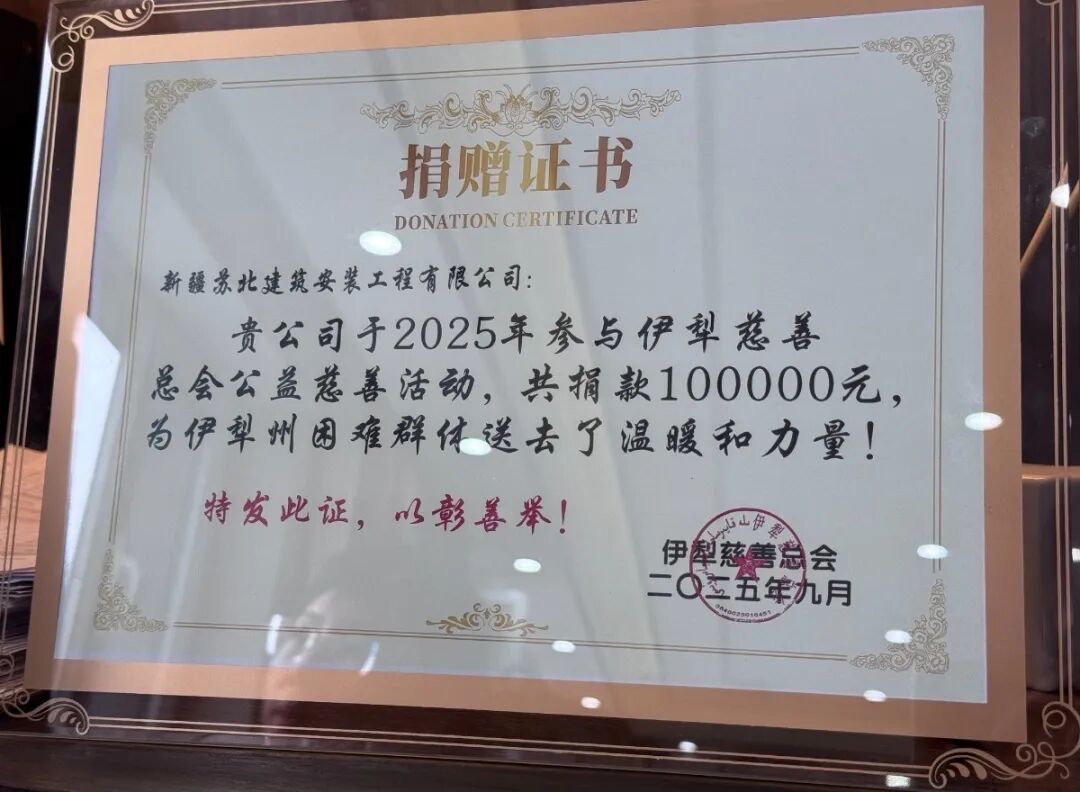 捐赠证书
DONATION CERTIFICATE
新疆苏北建筑安装工程有限公司:
贵公司于2025年参与伊犁慈善
总会公益慈善活动，共捐款100000元，
为伊犁州困难群体送去了温暖和力量！
特发此证，以彰善举！
伊犁慈善总会
二〇二五年九月